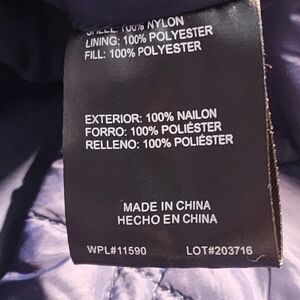 SHELL: 100% NYLON
LINING: 100% POLYESTER
FILL: 100% POLYESTER
EXTERIOR: 100% NAILON
FORRO: 100% POLIÉSTER
RELLENO: 100% POLIÉSTER
MADE IN CHINA
HECHO EN CHINA
WPL#11590 LOT#203716